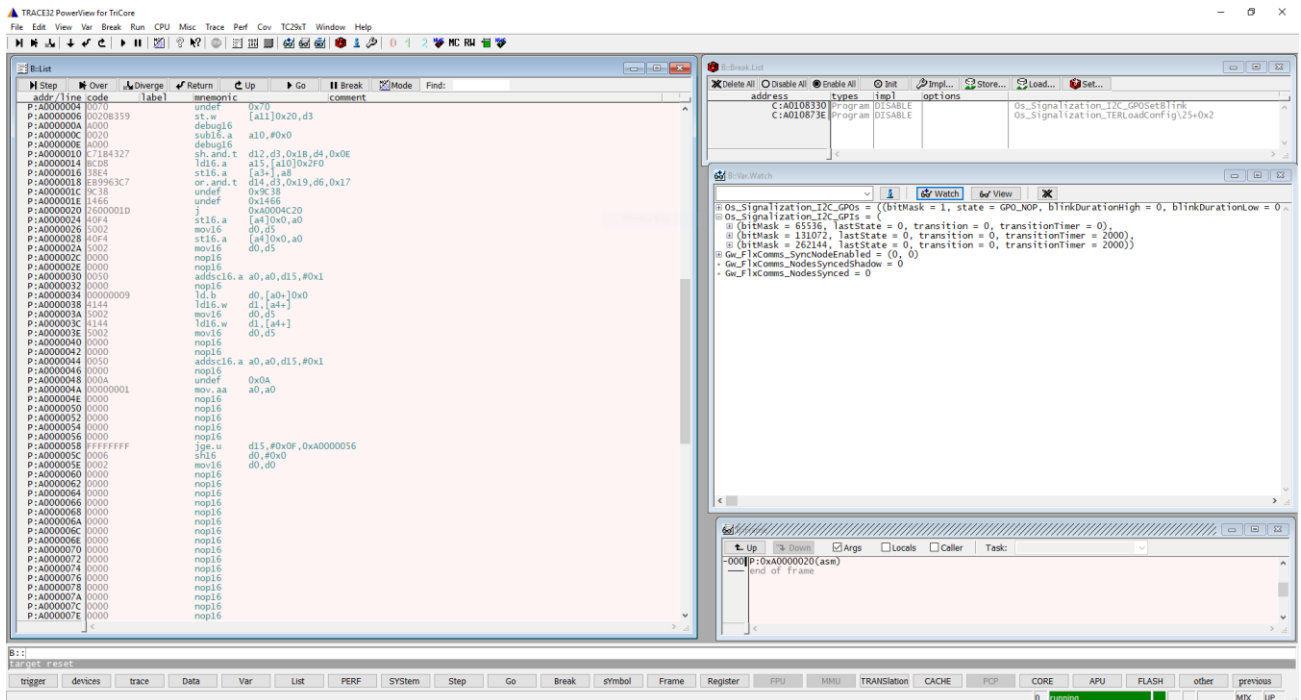 TRACE32 PowerView for TriCore
File Edit View Var Break Run CPU Misc Trace Perf Cov TC29xT Window Help
B::List
Step Over Diverge Return Up Go Break Mode Find:
addr/line code label mnemonic comment
P:A0000004 0070 undef 0x70
P:A0000006 0020B359 st.w [a11]0x20,d3
P:A000000A A000 debug16
P:A000000C 0020 sub16.a a10,#0x0
P:A000000E A000 debug16
P:A0000010 C71B4327 sh.and.t d12,d3,0x1B,d4,0x0E
P:A0000014 BCD8 ld16.a a15,[a10]0x2F0
P:A0000016 38E4 st16.a [a3+],a8
P:A0000018 EB9963C7 or.and.t d14,d3,0x19,d6,0x17
P:A000001C 9C38 undef 0x9C38
P:A000001E 1466 undef 0x1466
P:A0000020 2600001D j 0xA0004C20
P:A0000024 40F4 st16.a [a4]0x0,a0
P:A0000026 5002 mov16 d0,d5
P:A0000028 40F4 st16.a [a4]0x0,a0
P:A000002A 5002 mov16 d0,d5
P:A000002C 0000 nop16
P:A000002E 0000 nop16
P:A0000030 0050 addsc16.a a0,a0,d15,#0x1
P:A0000032 0000 nop16
P:A0000034 00000009 ld.b d0,[a0+]0x0
P:A0000038 4144 ld16.w d1,[a4+]
P:A000003A 5002 mov16 d0,d5
P:A000003C 4144 ld16.w d1,[a4+]
P:A000003E 5002 mov16 d0,d5
P:A0000040 0000 nop16
P:A0000042 0000 nop16
P:A0000044 0050 addsc16.a a0,a0,d15,#0x1
P:A0000046 0000 nop16
P:A0000048 000A undef 0x0A
P:A000004A 00000001 mov.aa a0,a0
P:A000004E 0000 nop16
P:A0000050 0000 nop16
P:A0000052 0000 nop16
P:A0000054 0000 nop16
P:A0000056 0000 nop16
P:A0000058 FFFFFFFF jge.u d15,#0x0F,0xA0000056
P:A000005C 0006 sh16 d0,#0x0
P:A000005E 0002 mov16 d0,d0
P:A0000060 0000 nop16
P:A0000062 0000 nop16
P:A0000064 0000 nop16
P:A0000066 0000 nop16
P:A0000068 0000 nop16
P:A000006A 0000 nop16
P:A000006C 0000 nop16
P:A000006E 0000 nop16
P:A0000070 0000 nop16
P:A0000072 0000 nop16
P:A0000074 0000 nop16
P:A0000076 0000 nop16
P:A0000078 0000 nop16
P:A000007A 0000 nop16
P:A000007C 0000 nop16
P:A000007E 0000 nop16
B::Break.List
Delete All Disable All Enable All Init Impl... Store... Load... Set...
address types impl options
C:A0108330 Program DISABLE Os_Signalization_I2C_GPOSetBlink
C:A010873E Program DISABLE Os_Signalization_TERLoadConfig\25+0x2
B::Var.Watch
Watch View
Os_Signalization_I2C_GPOs = ((bitMask = 1, state = GPO_NOP, blinkDurationHigh = 0, blinkDurationLow = 0
Os_Signalization_I2C_GPIs = (
(bitMask = 65536, lastState = 0, transition = 0, transitionTimer = 0),
(bitMask = 131072, lastState = 0, transition = 0, transitionTimer = 2000),
(bitMask = 262144, lastState = 0, transition = 0, transitionTimer = 2000))
Gw_FlxComms_SyncNodeEnabled = (0, 0)
Gw_FlxComms_NodesSyncedShadow = 0
Gw_FlxComms_NodesSynced = 0
Up Down Args Locals Caller Task:
-000 P:0xA0000020(asm)
end of frame
B::
target reset
trigger devices trace Data Var List PERF SYStem Step Go Break sYmbol Frame Register FPU MMU TRANSlation CACHE PCP CORE APU FLASH other previous
0 running MIX UP